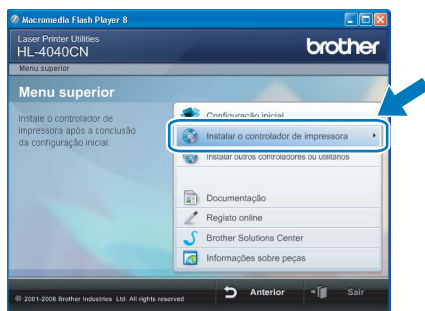 Macromedia Flash Player 8
Laser Printer Utilities
HL-4040CN
brother
Menu superior
Menu superior
Instale o controlador de
impressora após a conclusão
da configuração inicial.
Configuração inicial
Instalar o controlador de impressora
Instalar outros controladores ou utilitários
Documentação
Registo online
Brother Solutions Center
Informações sobre peças
© 2001-2006 Brother Industries Ltd. All rights reserved
Anterior
Sair